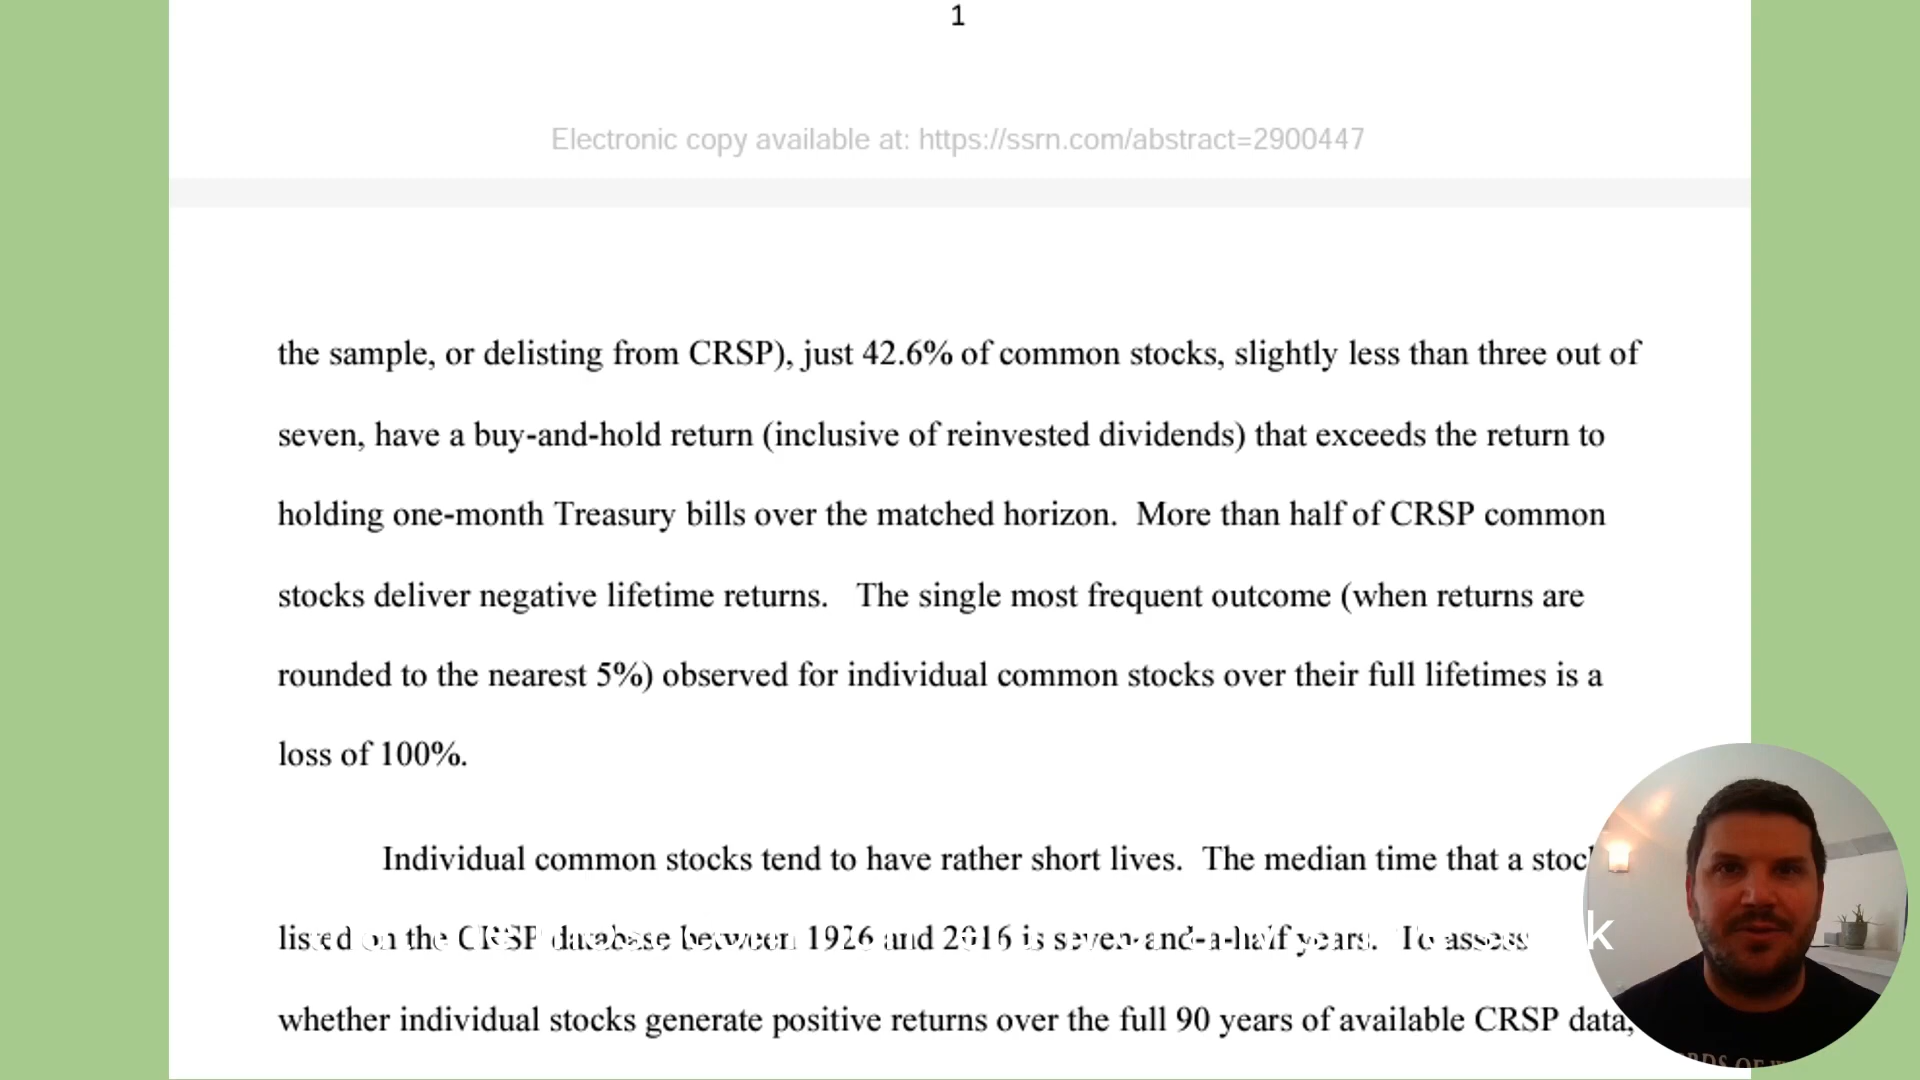 1
Electronic copy available at: https://ssrn.com/abstract=2900447
the sample, or delisting from CRSP), just 42.6% of common stocks, slightly less than three out of
seven, have a buy-and-hold return (inclusive of reinvested dividends) that exceeds the return to
holding one-month Treasury bills over the matched horizon.  More than half of CRSP common
stocks deliver negative lifetime returns.   The single most frequent outcome (when returns are
rounded to the nearest 5%) observed for individual common stocks over their full lifetimes is a
loss of 100%.
Individual common stocks tend to have rather short lives.  The median time that a stock
listed on the CRSP database between 1926 and 2016 is seven-and-a-half years.  To assess
whether individual stocks generate positive returns over the full 90 years of available CRSP data,